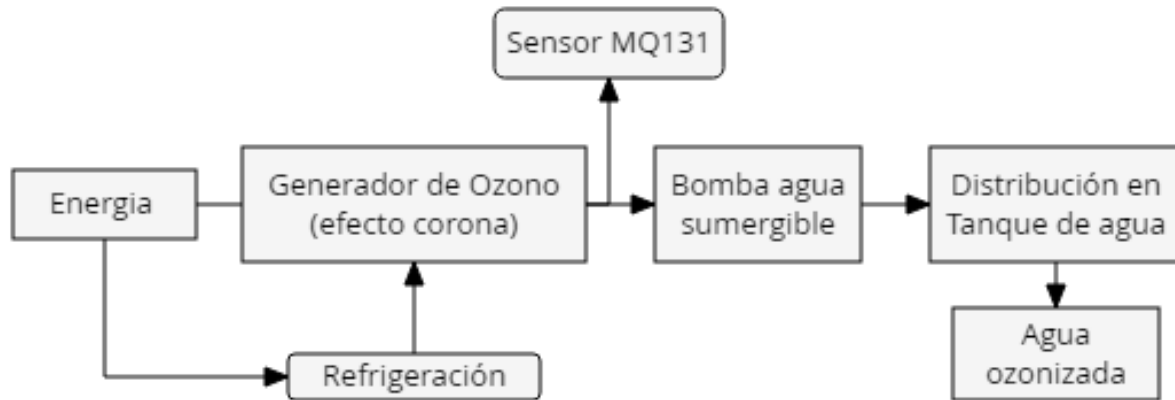 Sensor MQ131
Energia
Generador de Ozono
(efecto corona)
Bomba agua
sumergible
Distribución en
Tanque de agua
Refrigeración
Agua
ozonizada